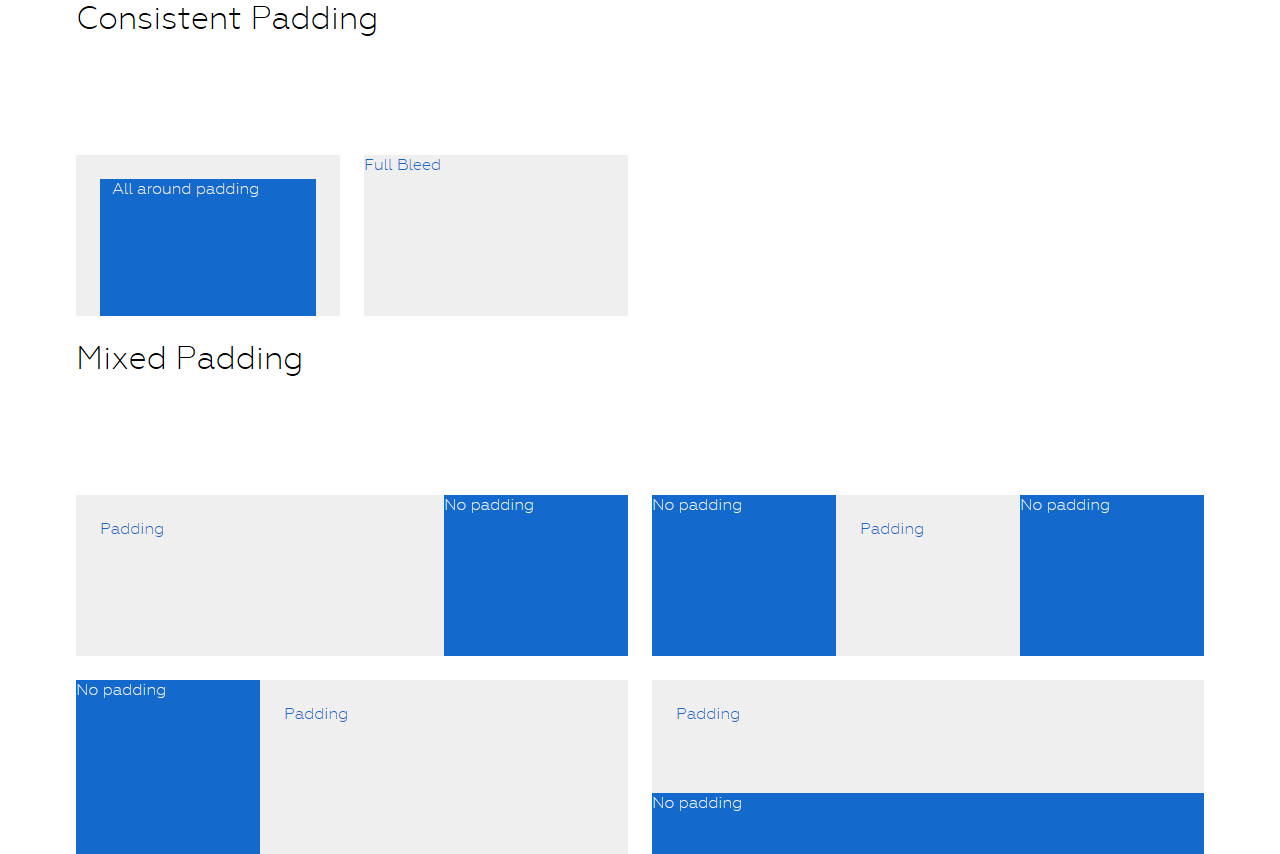 Consistent Padding
All around padding
Full Bleed
Mixed Padding
Padding
No padding
No padding
Padding
No padding
No padding
Padding
Padding
No padding